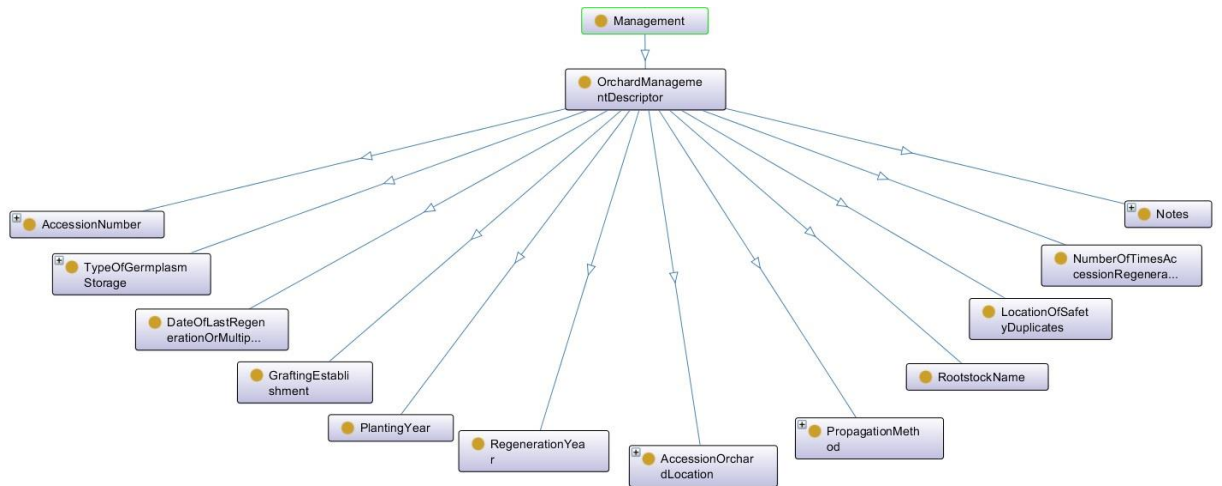 Management
OrchardManageme
ntDescriptor
AccessionNumber
TypeOfGermplasm
Storage
DateOfLastRegen
erationOrMultip...
GraftingEstabli
shment
PlantingYear
RegenerationYea
r
AccessionOrchar
dLocation
PropagationMeth
od
RootstockName
LocationOfSafet
yDuplicates
NumberOfTimesAc
cessionRegenera...
Notes